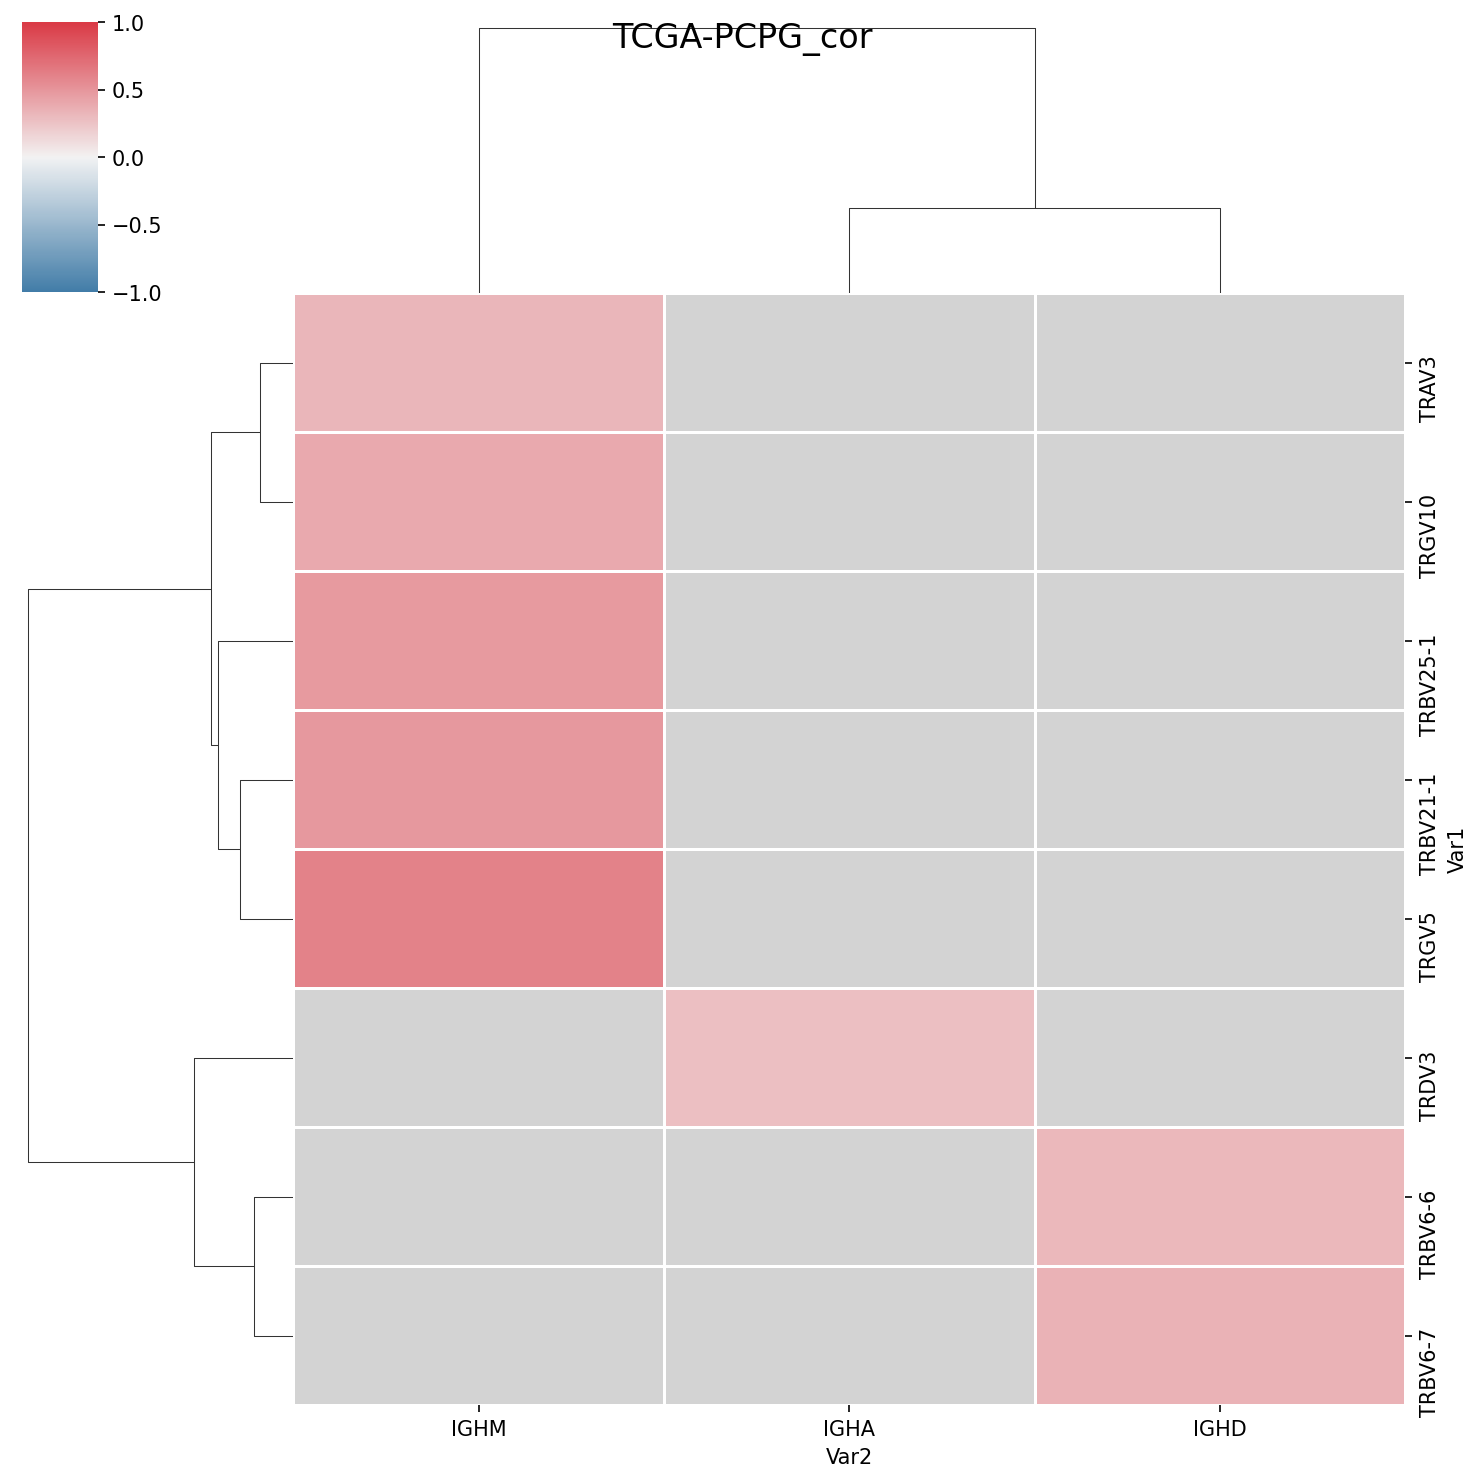 TCGA-PCPG_cor
1.0
0.5
0.0
−0.5
−1.0
TRAV3
TRGV10
TRBV25-1
TRBV21-1
TRGV5
TRDV3
TRBV6-6
TRBV6-7
Var1
IGHM
IGHA
IGHD
Var2